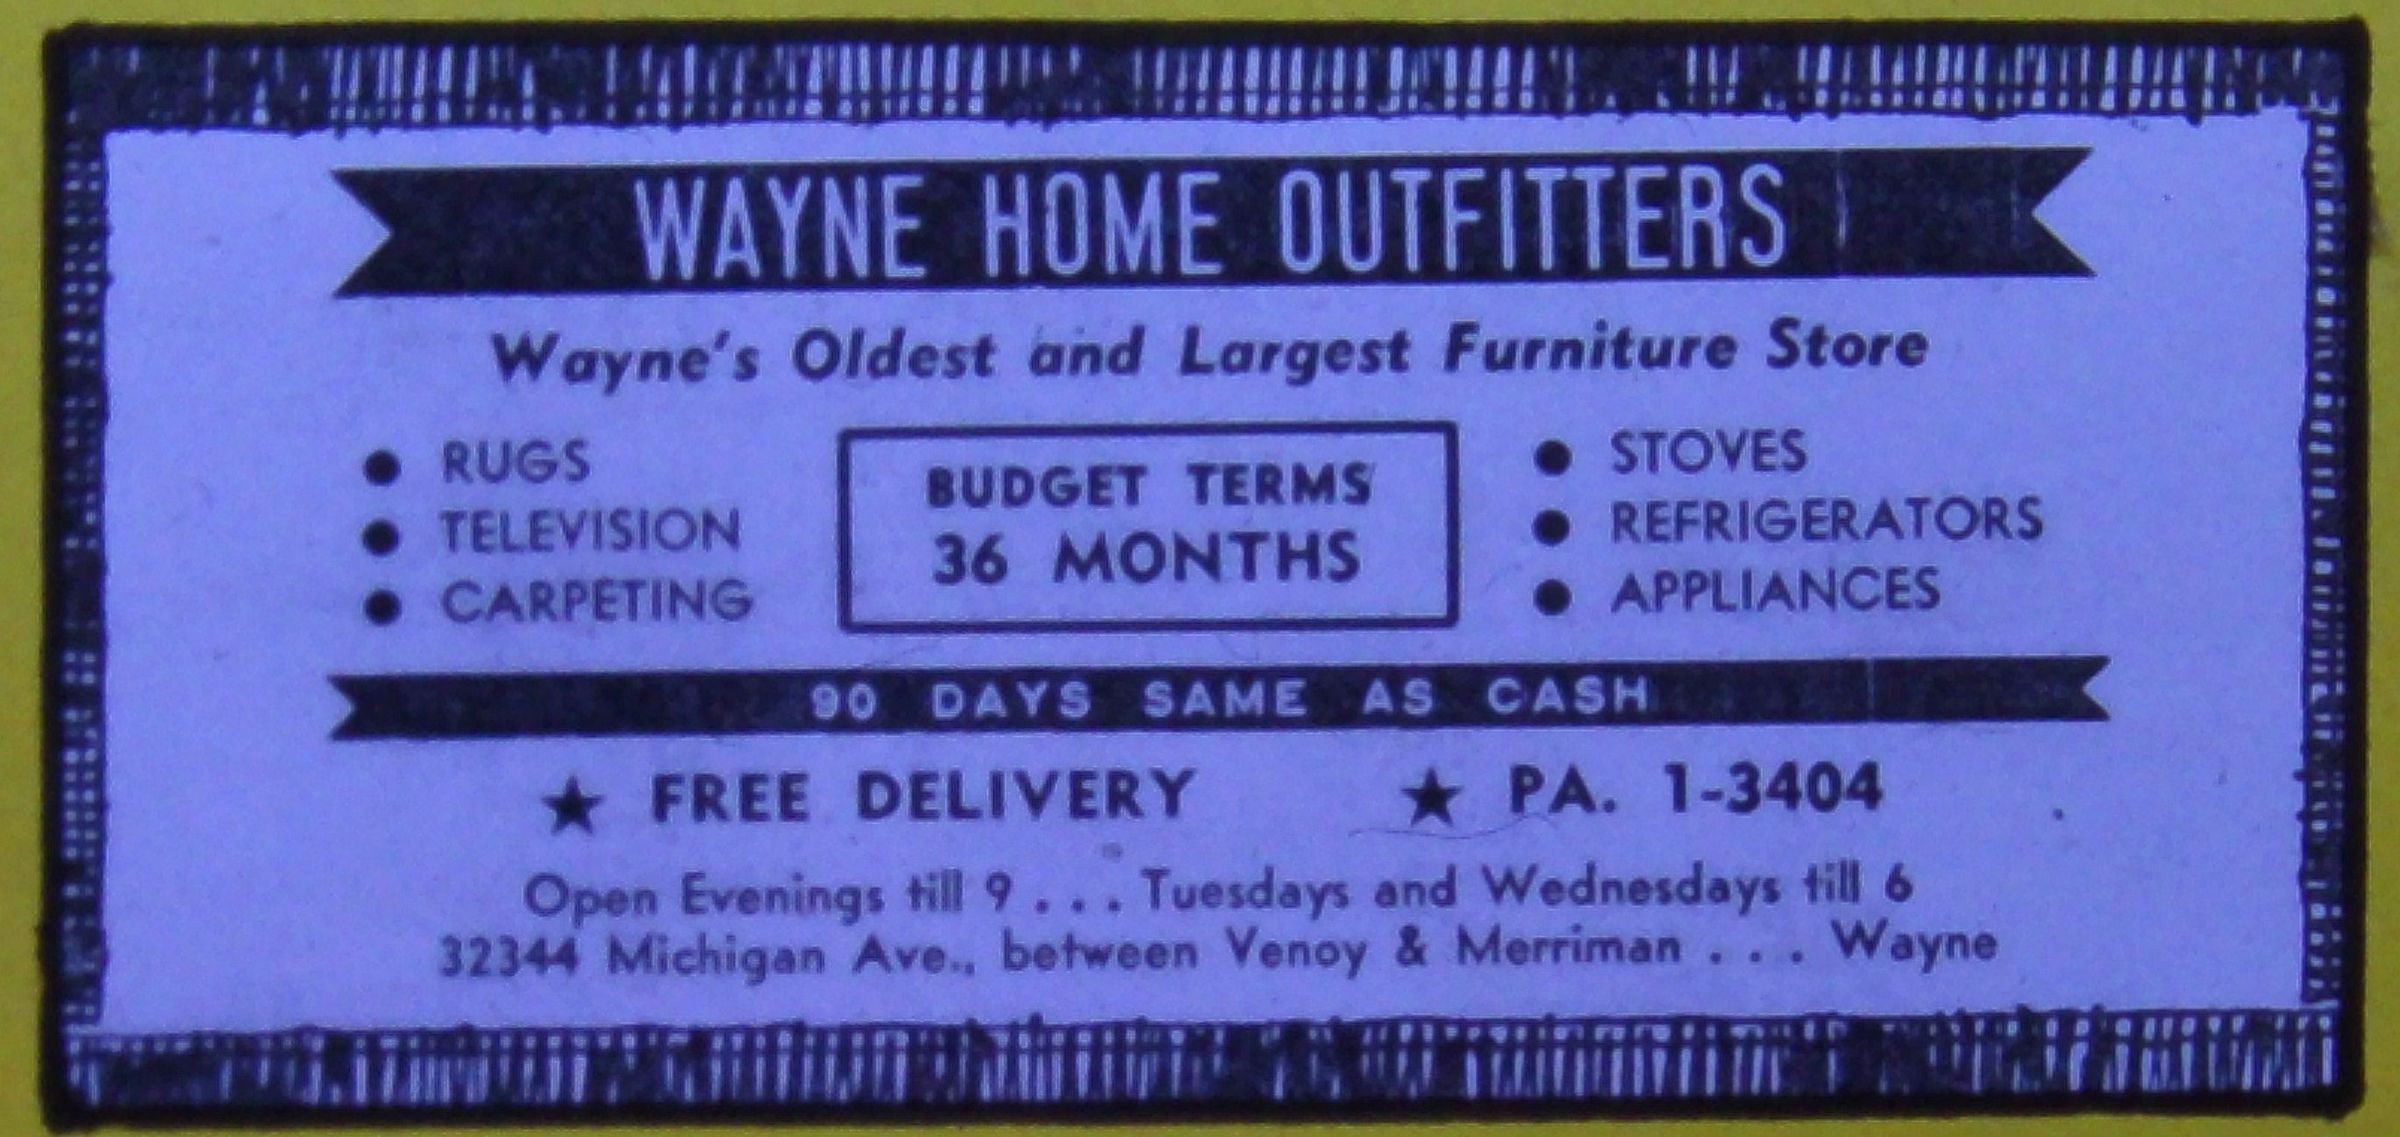 WAYNE HOME OUTFITTERS
Wayne's Oldest and Largest Furniture Store
• RUGS
• TELEVISION
• CARPETING
BUDGET TERMS
36 MONTHS
• STOVES
• REFRIGERATORS
• APPLIANCES
90 DAYS SAME AS CASH
★ FREE DELIVERY ★ PA. 1-3404
Open Evenings till 9 . . . Tuesdays and Wednesdays till 6
32344 Michigan Ave., between Venoy & Merriman . . . Wayne